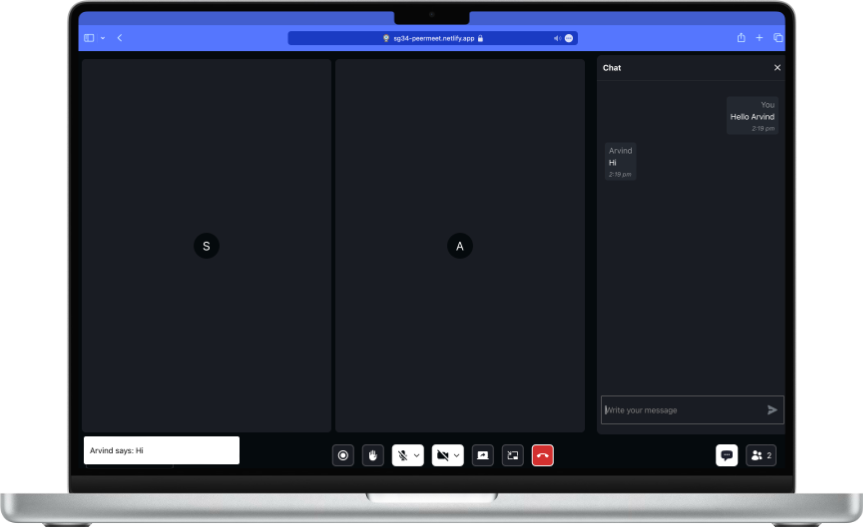 sg34-peermeet.netlify.app
Chat
You
Hello Arvind
2:19 pm
Arvind
Hi
2:19 pm
S
A
Write your message
Arvind says: Hi
2